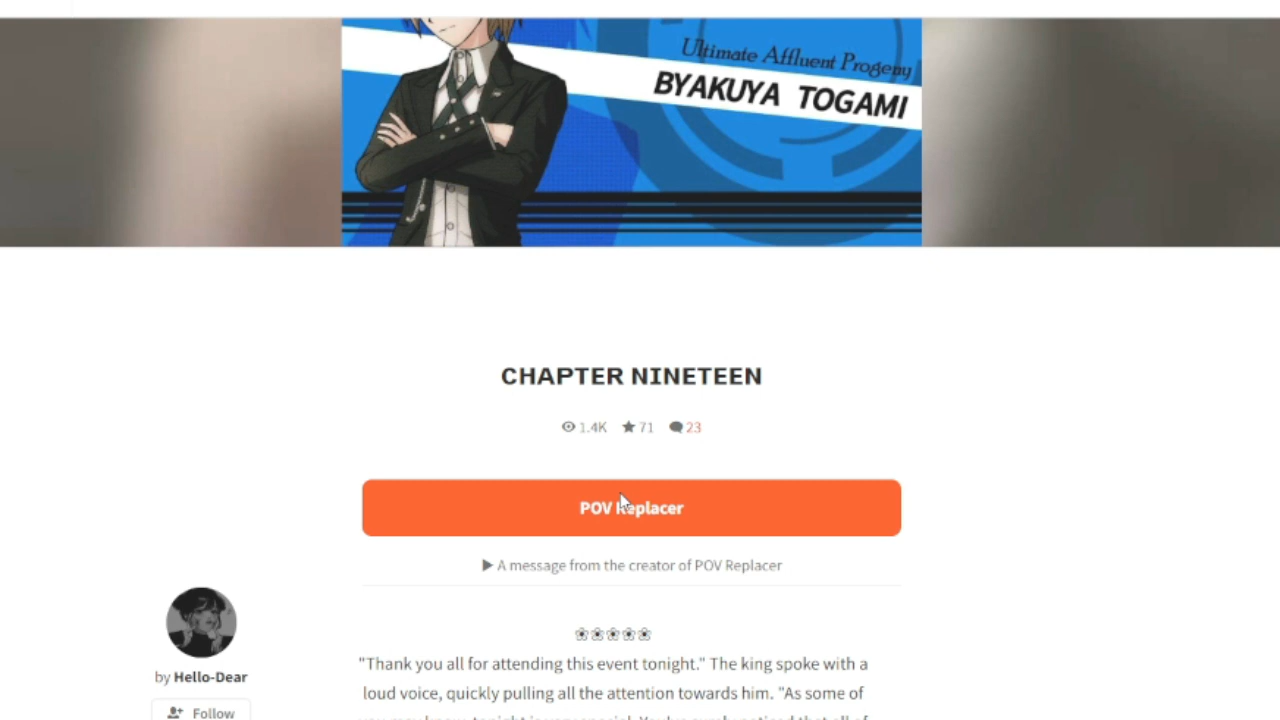 Ultimate Affluent Progeny
BYAKUYA TOGAMI
CHAPTER NINETEEN
1.4K 71 23
POV Replacer
▶ A message from the creator of POV Replacer
❀❀❀❀❀
"Thank you all for attending this event tonight." The king spoke with a
loud voice, quickly pulling all the attention towards him. "As some of
by Hello-Dear
Follow